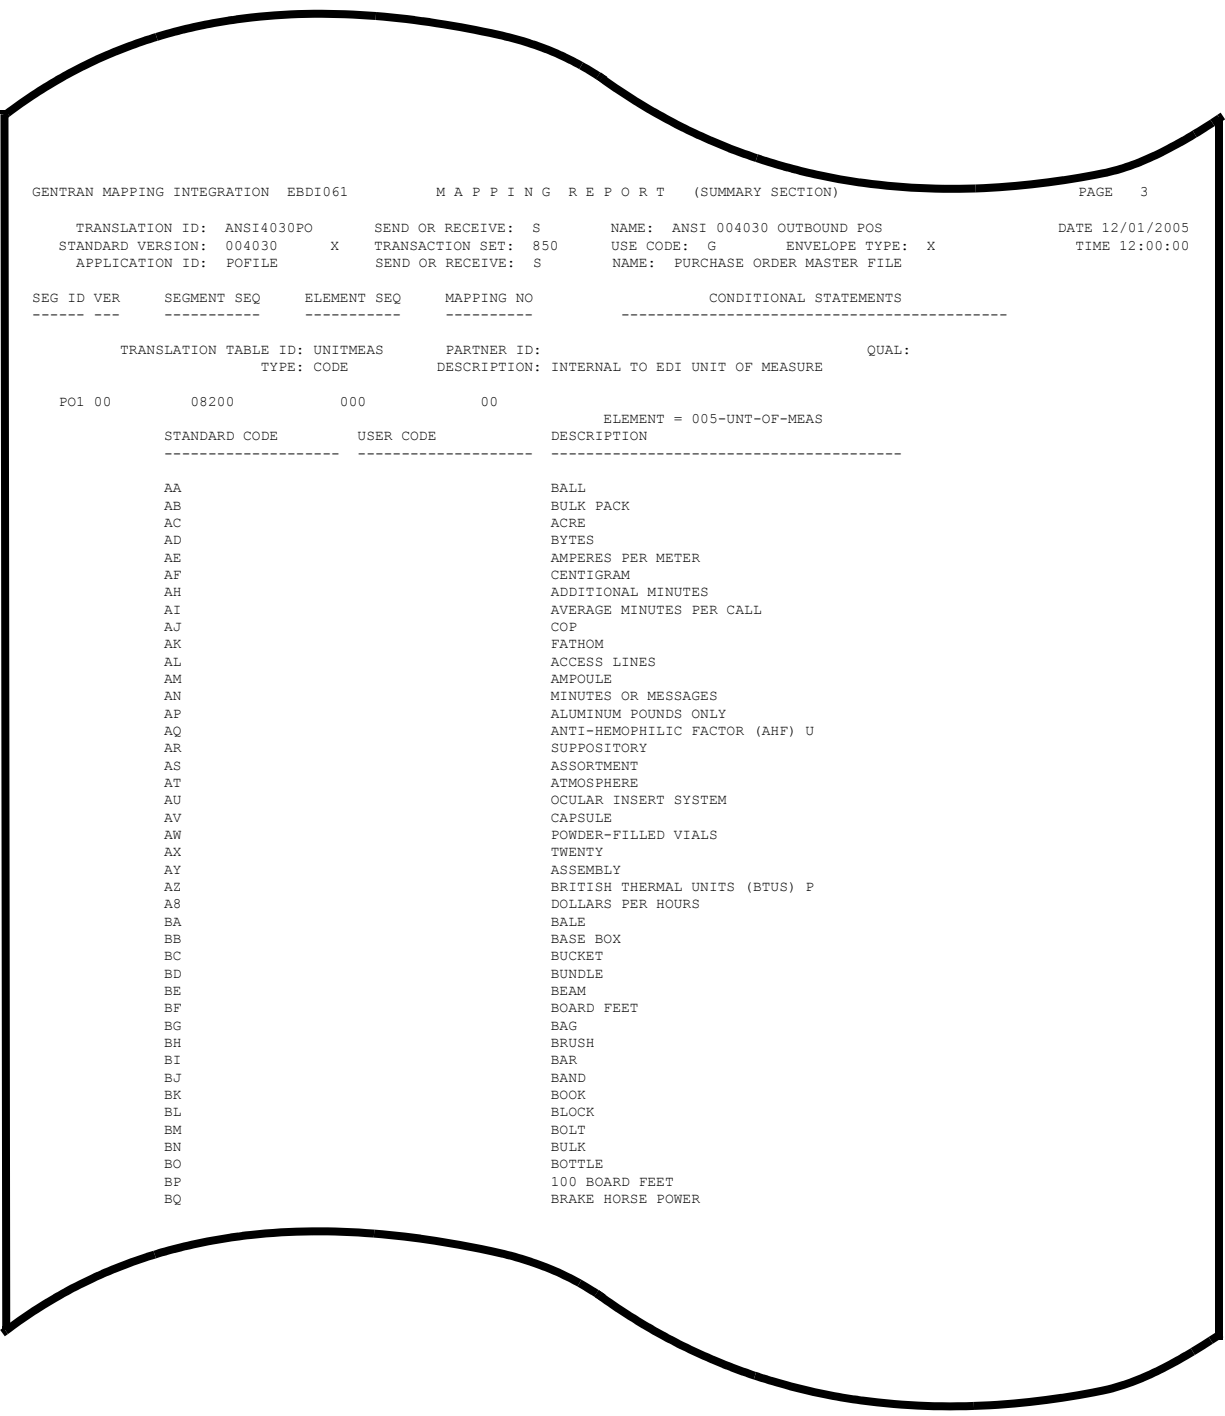 GENTRAN MAPPING INTEGRATION  EBDI061          M A P P I N G  R E P O R T   (SUMMARY SECTION)                           PAGE   3
TRANSLATION ID:  ANSI4030PO       SEND OR RECEIVE:  S        NAME:  ANSI 004030 OUTBOUND POS                    DATE 12/01/2005
STANDARD VERSION:  004030      X    TRANSACTION SET:  850      USE CODE:  G        ENVELOPE TYPE:  X                TIME 12:00:00
APPLICATION ID:  POFILE           SEND OR RECEIVE:  S        NAME:  PURCHASE ORDER MASTER FILE
SEG ID VER     SEGMENT SEQ     ELEMENT SEQ     MAPPING NO                    CONDITIONAL STATEMENTS
------ ---     -----------     -----------     ----------          --------------------------------------------
TRANSLATION TABLE ID: UNITMEAS       PARTNER ID:                                     QUAL:
TYPE: CODE          DESCRIPTION: INTERNAL TO EDI UNIT OF MEASURE
PO1 00         08200            000             00
ELEMENT = 005-UNT-OF-MEAS
STANDARD CODE         USER CODE             DESCRIPTION
--------------------  --------------------  ----------------------------------------
AA                                          BALL
AB                                          BULK PACK
AC                                          ACRE
AD                                          BYTES
AE                                          AMPERES PER METER
AF                                          CENTIGRAM
AH                                          ADDITIONAL MINUTES
AI                                          AVERAGE MINUTES PER CALL
AJ                                          COP
AK                                          FATHOM
AL                                          ACCESS LINES
AM                                          AMPOULE
AN                                          MINUTES OR MESSAGES
AP                                          ALUMINUM POUNDS ONLY
AQ                                          ANTI-HEMOPHILIC FACTOR (AHF) U
AR                                          SUPPOSITORY
AS                                          ASSORTMENT
AT                                          ATMOSPHERE
AU                                          OCULAR INSERT SYSTEM
AV                                          CAPSULE
AW                                          POWDER-FILLED VIALS
AX                                          TWENTY
AY                                          ASSEMBLY
AZ                                          BRITISH THERMAL UNITS (BTUS) P
A8                                          DOLLARS PER HOURS
BA                                          BALE
BB                                          BASE BOX
BC                                          BUCKET
BD                                          BUNDLE
BE                                          BEAM
BF                                          BOARD FEET
BG                                          BAG
BH                                          BRUSH
BI                                          BAR
BJ                                          BAND
BK                                          BOOK
BL                                          BLOCK
BM                                          BOLT
BN                                          BULK
BO                                          BOTTLE
BP                                          100 BOARD FEET
BQ                                          BRAKE HORSE POWER